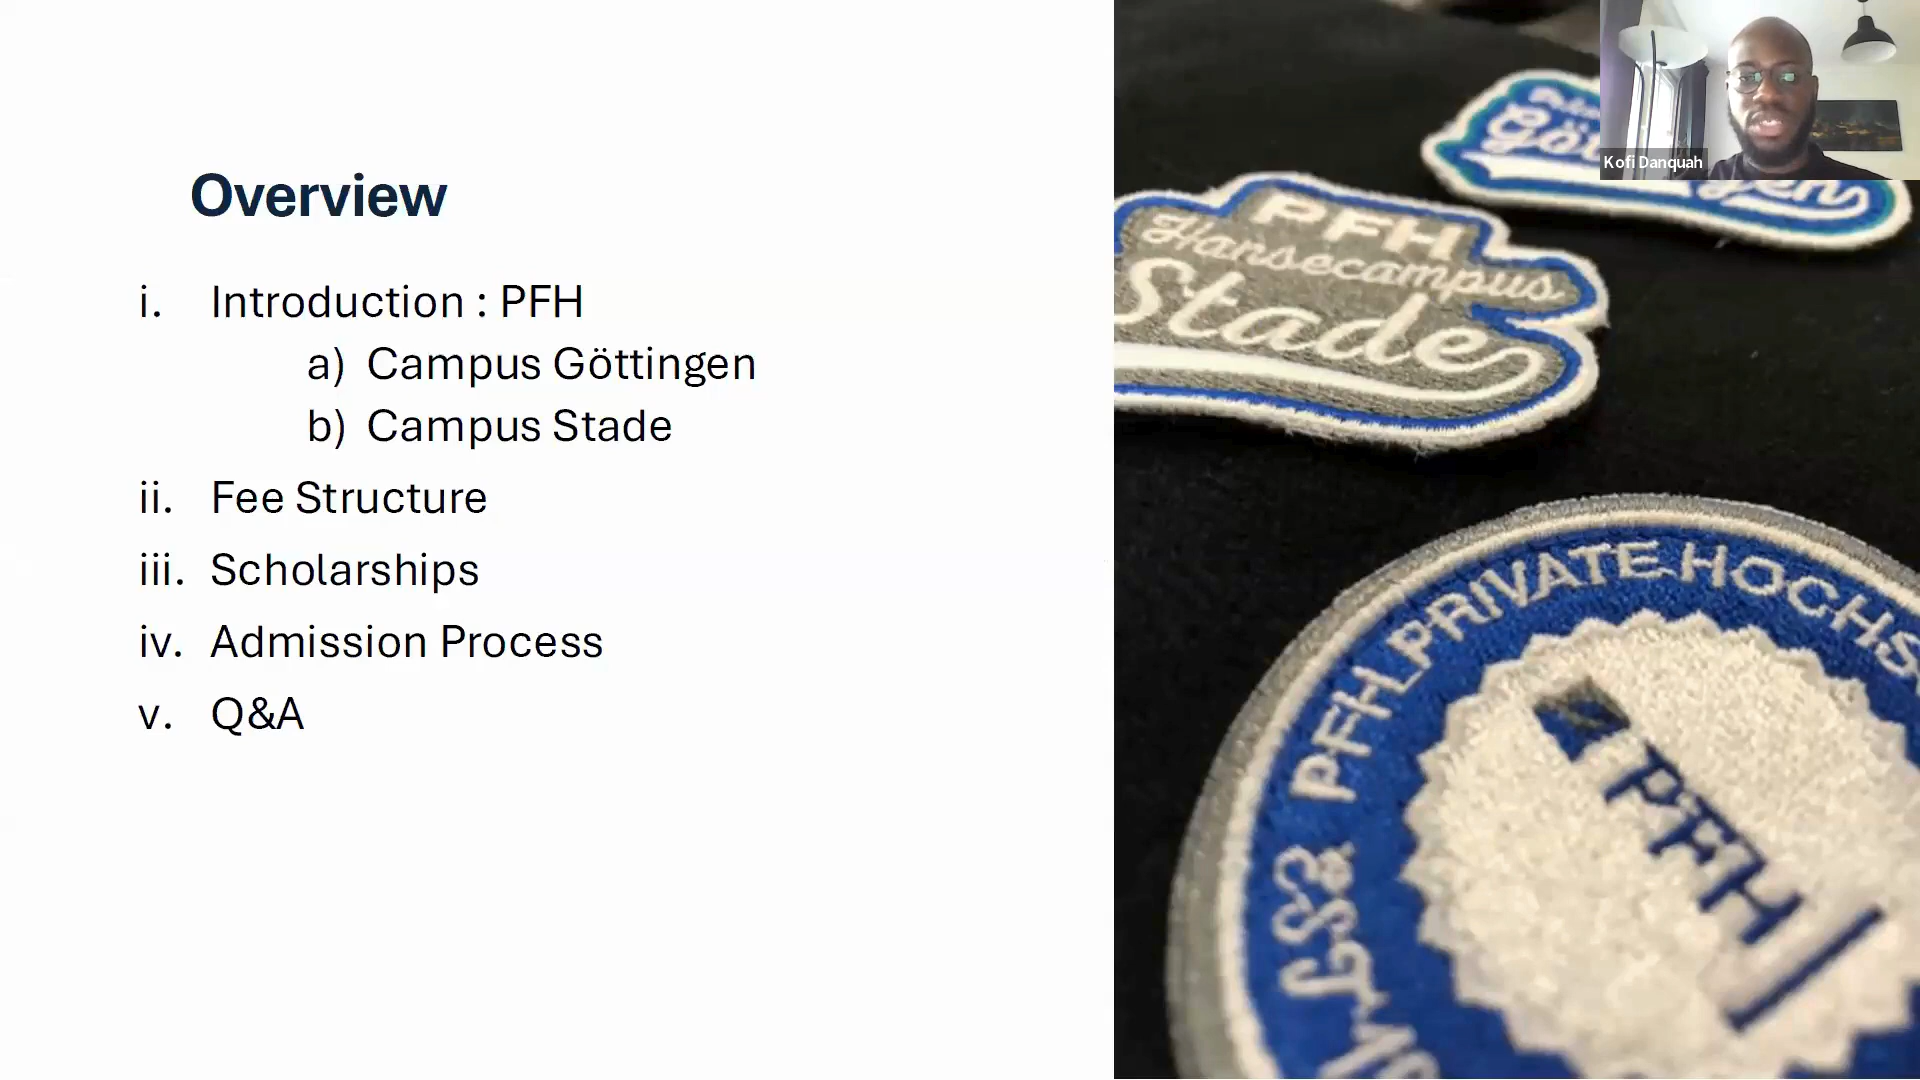 Overview
i. Introduction : PFH
a) Campus Göttingen
b) Campus Stade
ii. Fee Structure
iii. Scholarships
iv. Admission Process
v. Q&A
Kofi Danquah
PFH
Hansecampus
Stade
PFH PRIVATE
PFH